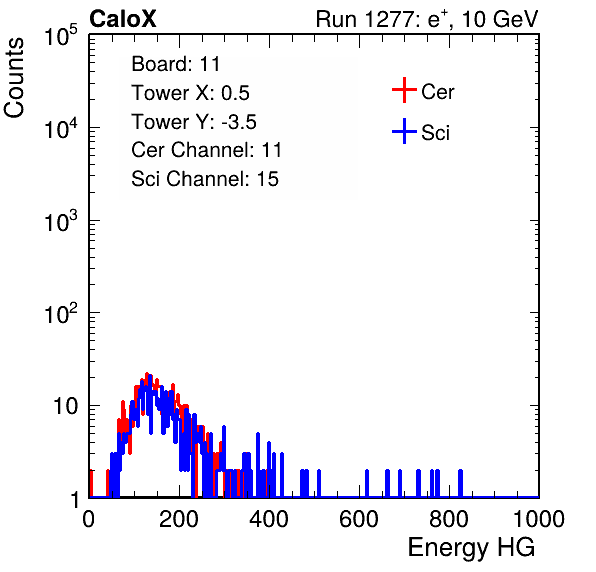 CaloX Run 1277: e⁺, 10 GeV
Counts
Board: 11
Tower X: 0.5
Tower Y: -3.5
Cer Channel: 11
Sci Channel: 15
Cer
Sci
10⁵
10⁴
10³
10²
10
1
0 200 400 600 800 1000
Energy HG